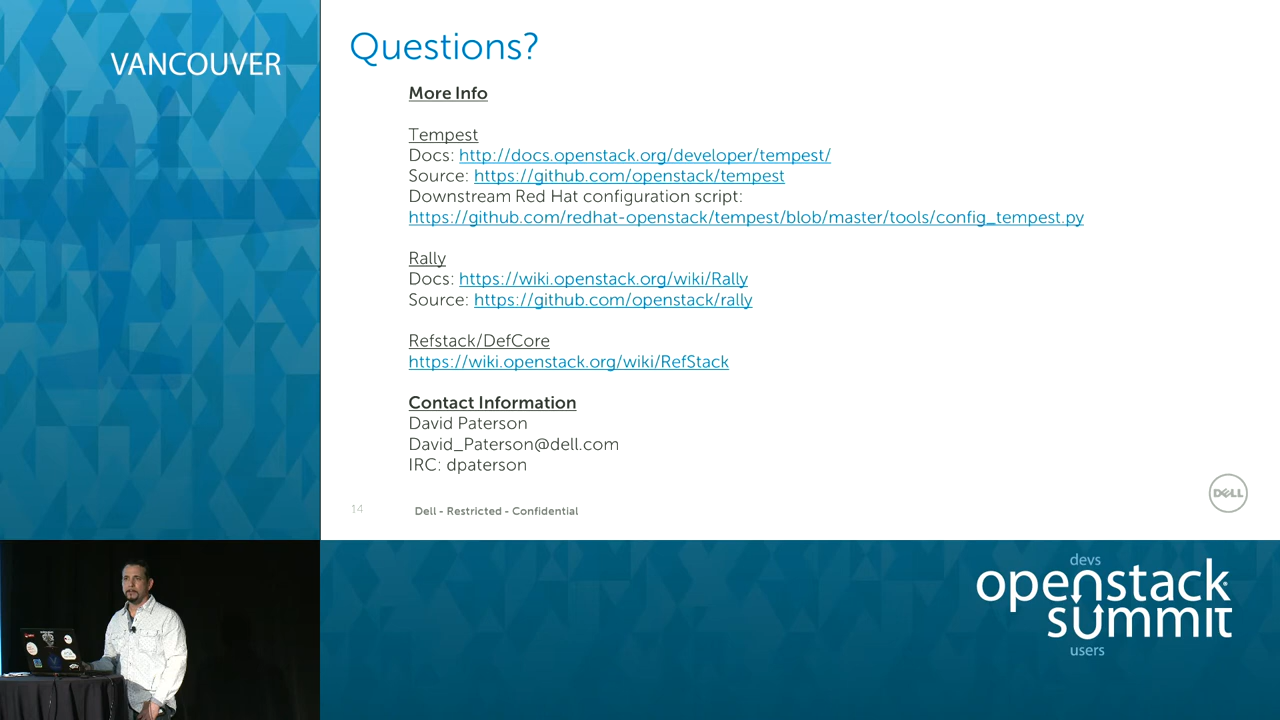 VANCOUVER
Questions?
More Info
Tempest
Docs: http://docs.openstack.org/developer/tempest/
Source: https://github.com/openstack/tempest
Downstream Red Hat configuration script:
https://github.com/redhat-openstack/tempest/blob/master/tools/config_tempest.py
Rally
Docs: https://wiki.openstack.org/wiki/Rally
Source: https://github.com/openstack/rally
Refstack/DefCore
https://wiki.openstack.org/wiki/RefStack
Contact Information
David Paterson
David_Paterson@dell.com
IRC: dpaterson
14
Dell - Restricted - Confidential
DELL
devs
openstack
summit
users